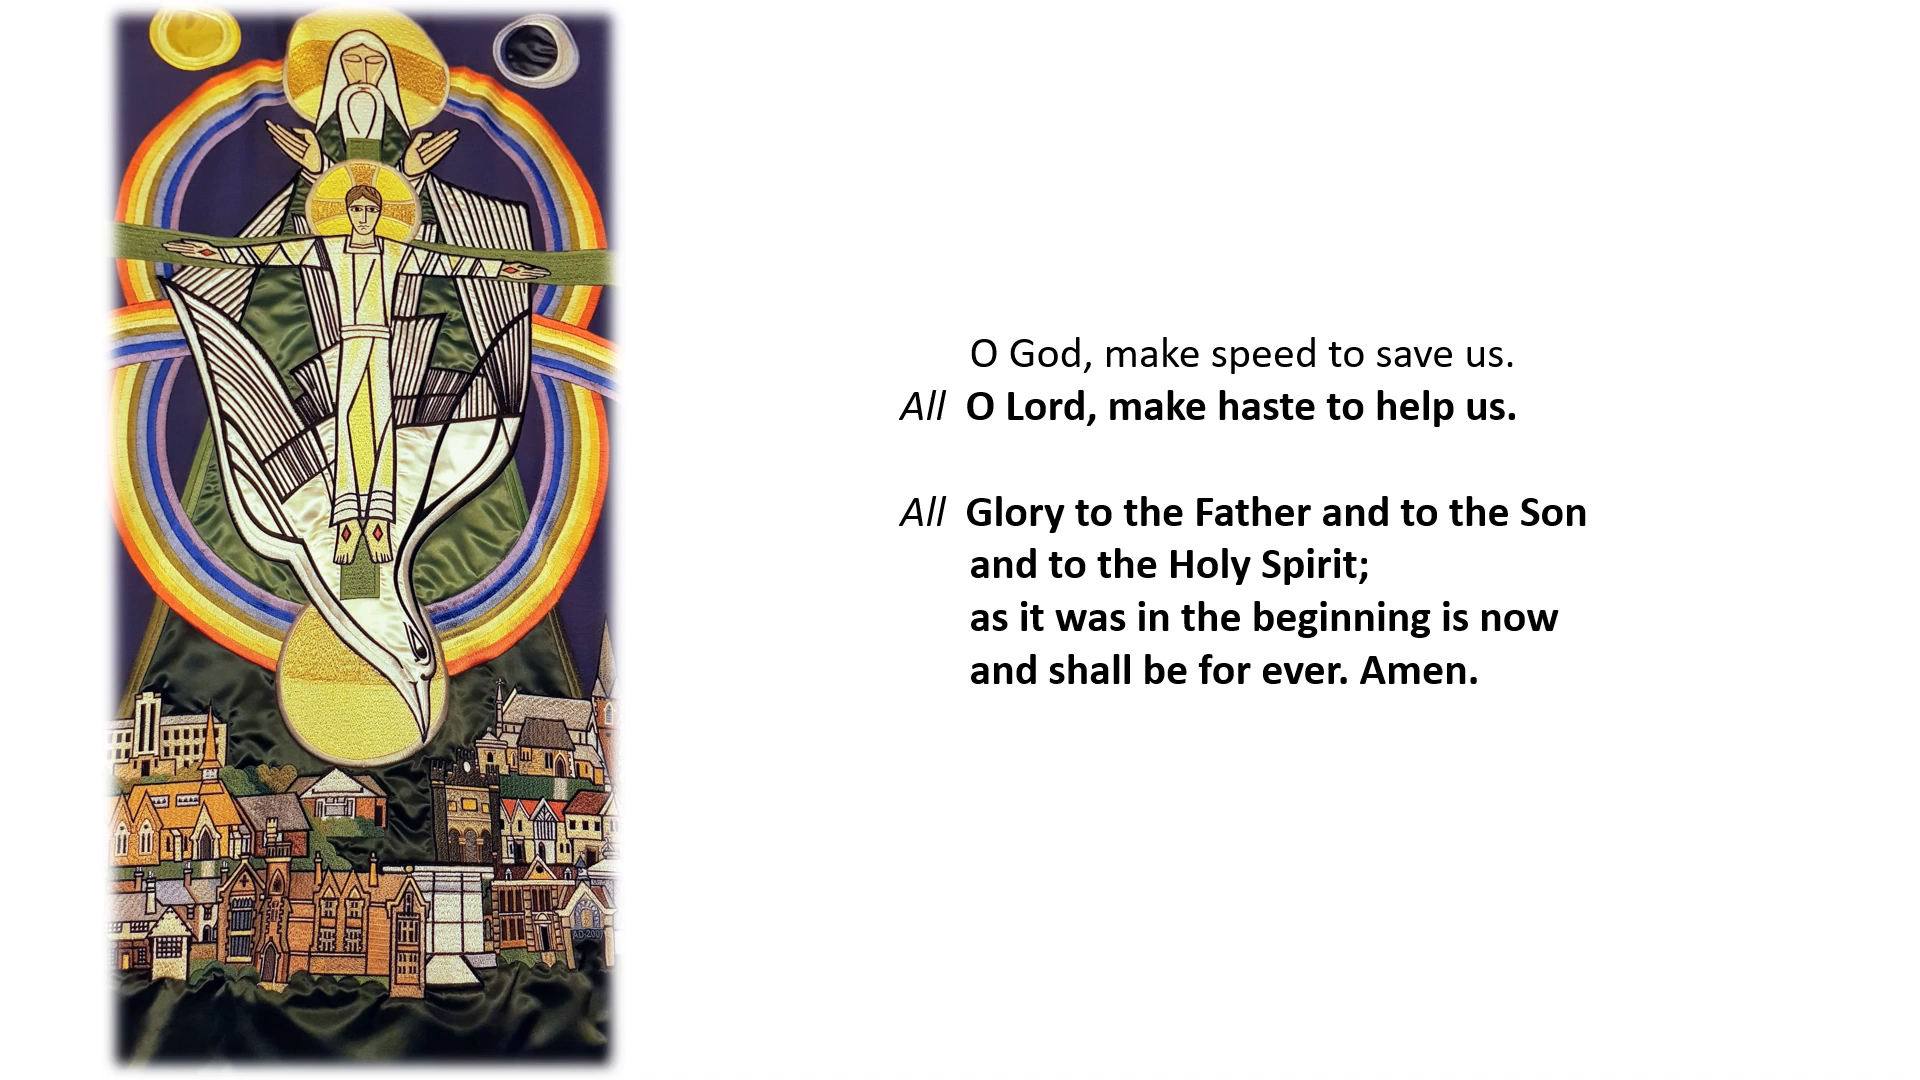 O God, make speed to save us.
All O Lord, make haste to help us.
All Glory to the Father and to the Son
and to the Holy Spirit;
as it was in the beginning is now
and shall be for ever. Amen.